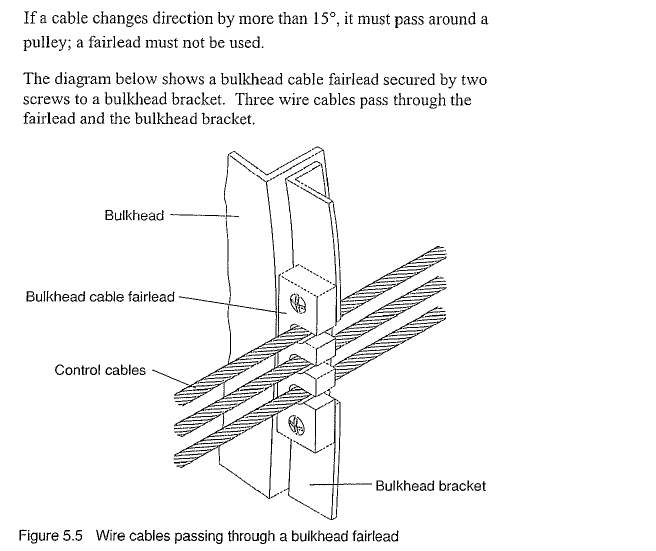 If a cable changes direction by more than 15°, it must pass around a
pulley; a fairlead must not be used.
The diagram below shows a bulkhead cable fairlead secured by two
screws to a bulkhead bracket. Three wire cables pass through the
fairlead and the bulkhead bracket.
Bulkhead
Bulkhead cable fairlead
Control cables
Bulkhead bracket
Figure 5.5 Wire cables passing through a bulkhead fairlead